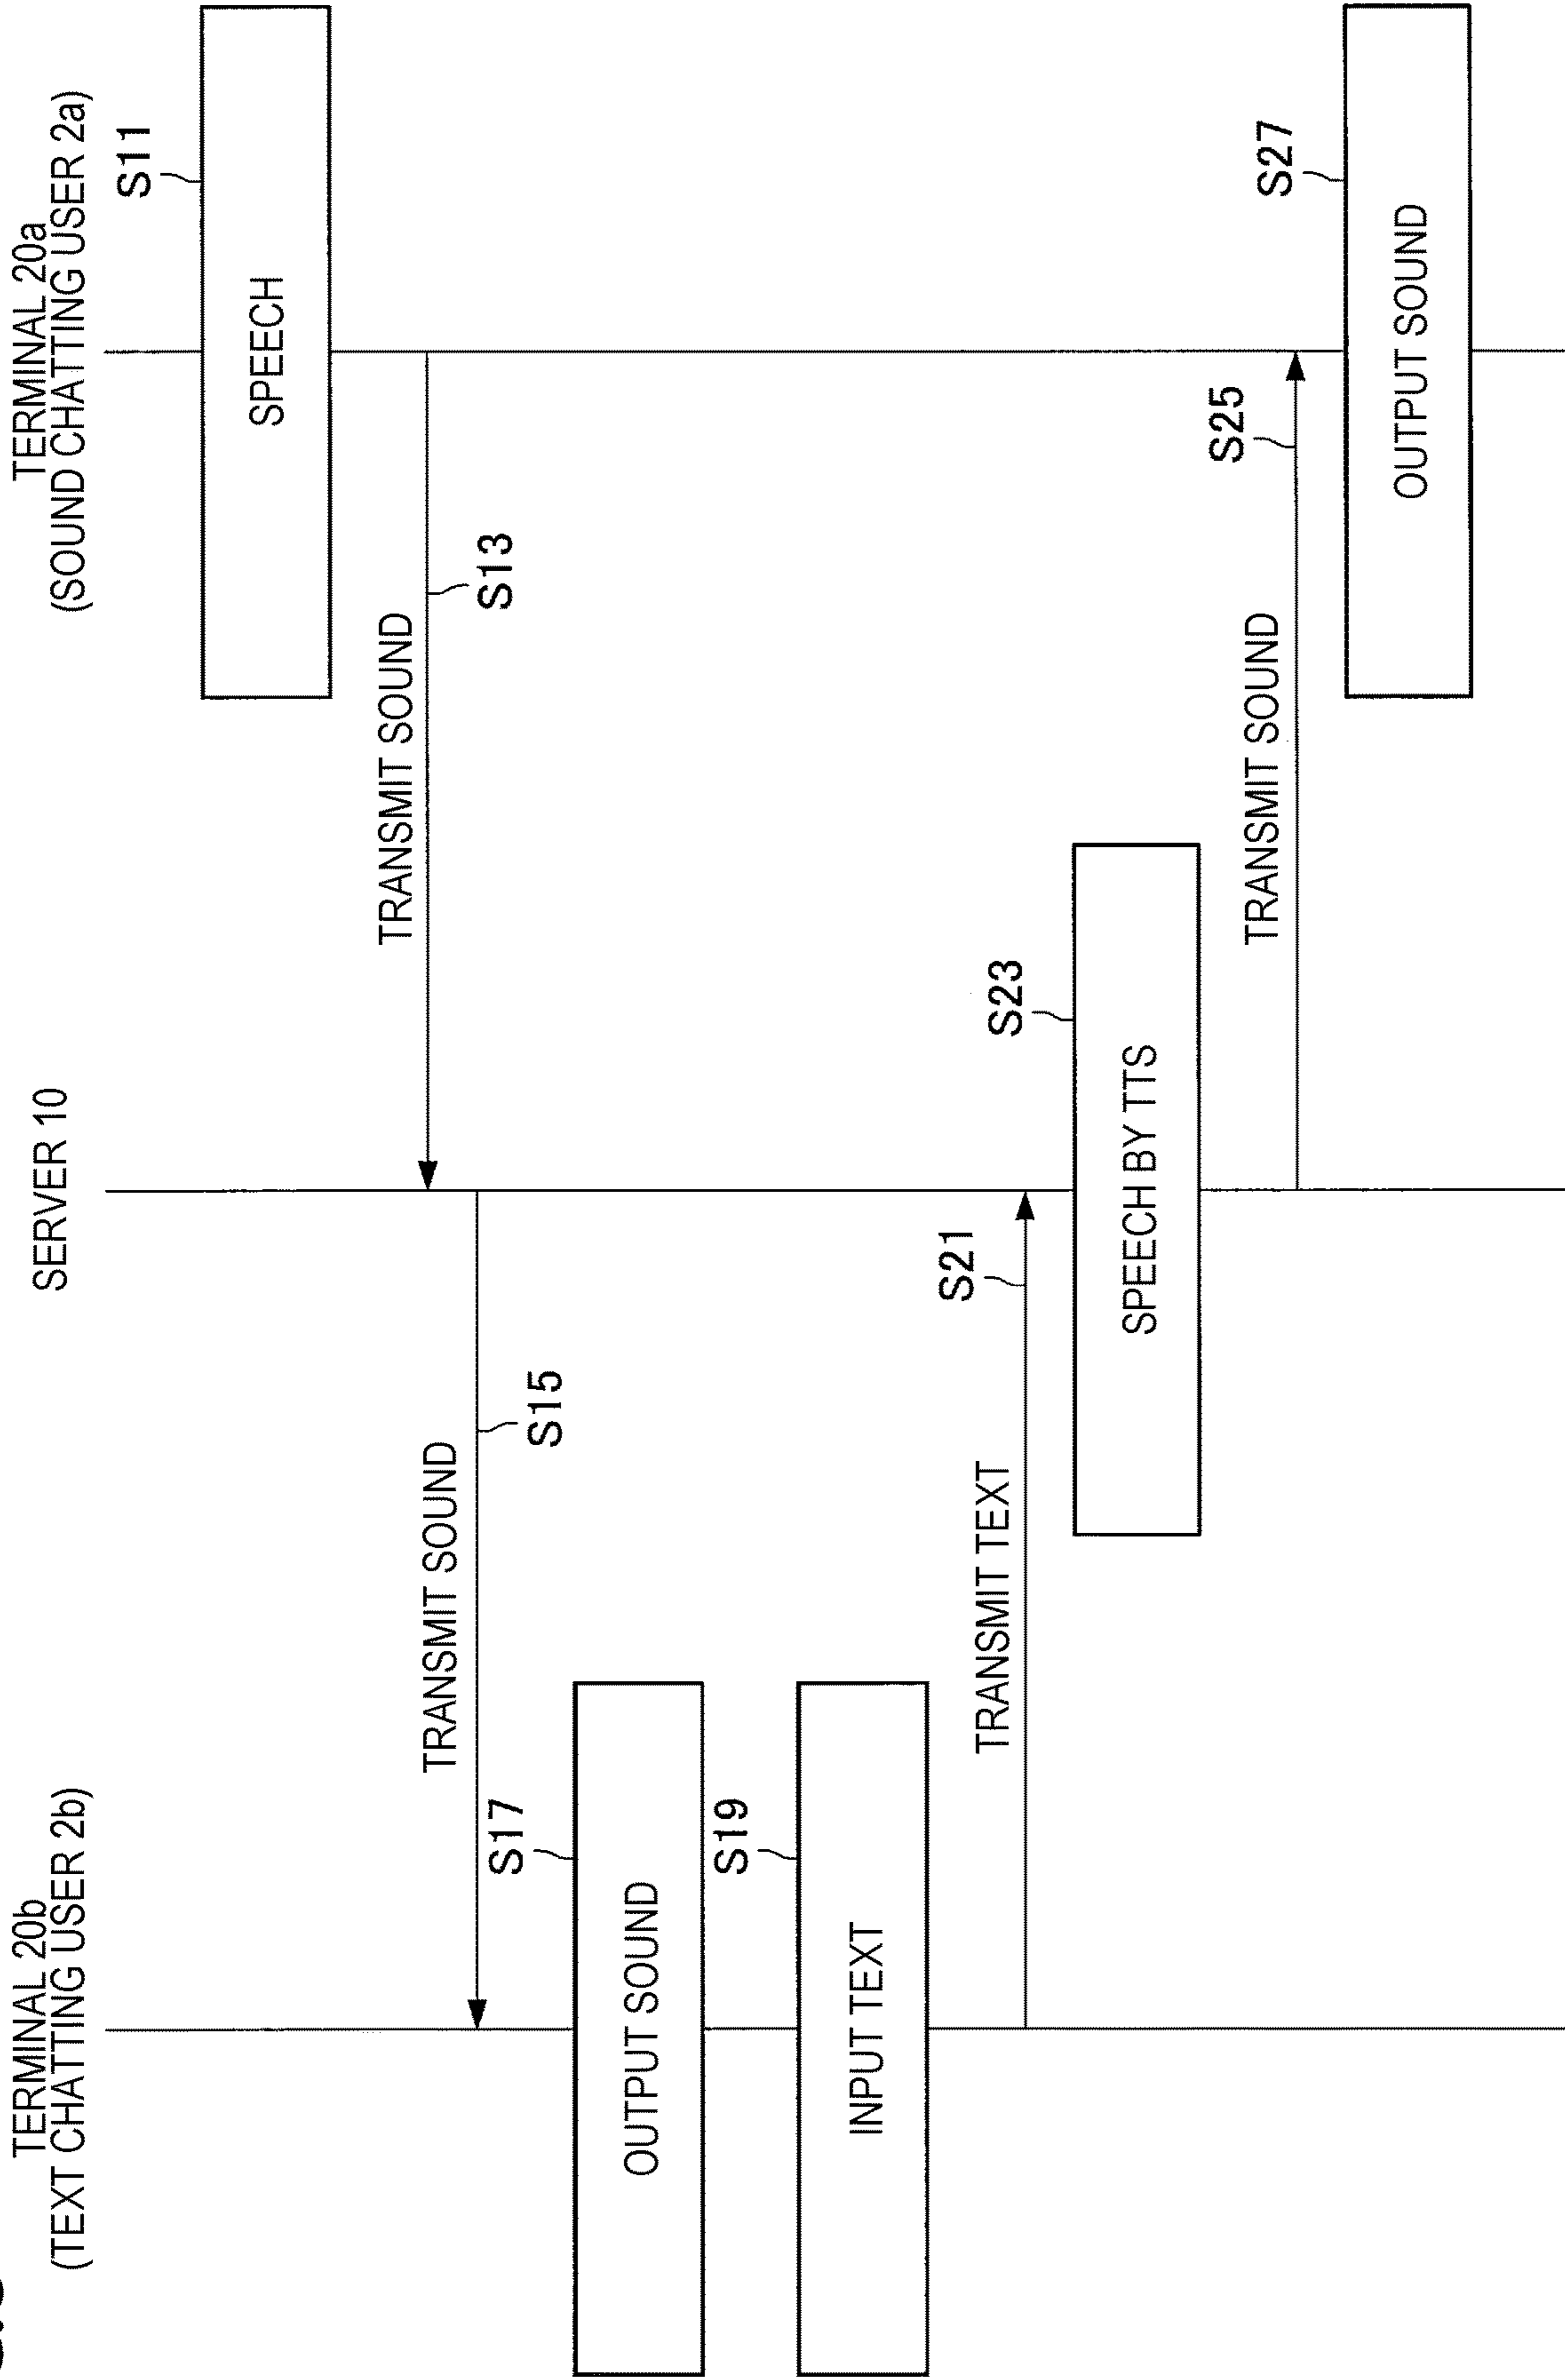 TERMINAL 20b
(TEXT CHATTING USER 2b)
SERVER 10
TERMINAL 20a
(SOUND CHATTING USER 2a)
S11
SPEECH
TRANSMIT SOUND
S13
TRANSMIT SOUND
S15
S17
OUTPUT SOUND
S19
INPUT TEXT
S21
TRANSMIT TEXT
S23
SPEECH BY TTS
S25
TRANSMIT SOUND
S27
OUTPUT SOUND